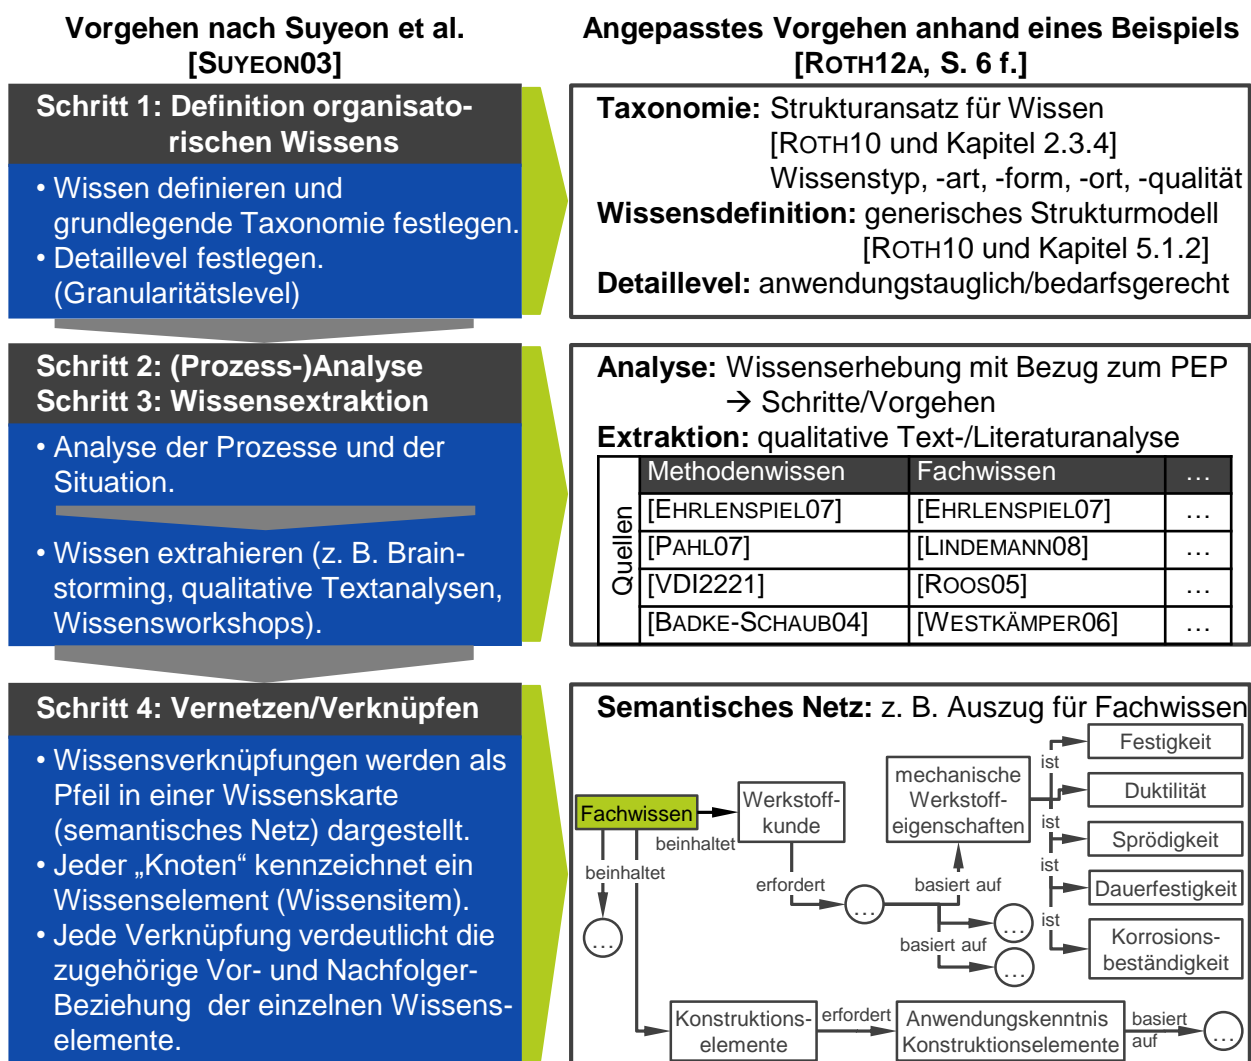 Vorgehen nach Suyeon et al.
[SUYEON03]
Angepasstes Vorgehen anhand eines Beispiels
[ROTH12A, S. 6 f.]
Schritt 1: Definition organisato-
rischen Wissens
• Wissen definieren und
grundlegende Taxonomie festlegen.
• Detaillevel festlegen.
(Granularitätslevel)
Taxonomie: Strukturansatz für Wissen
[ROTH10 und Kapitel 2.3.4]
Wissenstyp, -art, -form, -ort, -qualität
Wissensdefinition: generisches Strukturmodell
[ROTH10 und Kapitel 5.1.2]
Detaillevel: anwendungstauglich/bedarfsgerecht
Schritt 2: (Prozess-)Analyse
Schritt 3: Wissensextraktion
• Analyse der Prozesse und der
Situation.
• Wissen extrahieren (z. B. Brain-
storming, qualitative Textanalysen,
Wissensworkshops).
Analyse: Wissenserhebung mit Bezug zum PEP
→ Schritte/Vorgehen
Extraktion: qualitative Text-/Literaturanalyse
Quellen
Methodenwissen Fachwissen …
[EHRLENSPIEL07] [EHRLENSPIEL07] …
[PAHL07] [LINDEMANN08] …
[VDI2221] [ROOS05] …
[BADKE-SCHAUB04] [WESTKÄMPER06] …
Schritt 4: Vernetzen/Verknüpfen
• Wissensverknüpfungen werden als
Pfeil in einer Wissenskarte
(semantisches Netz) dargestellt.
• Jeder „Knoten“ kennzeichnet ein
Wissenselement (Wissensitem).
• Jede Verknüpfung verdeutlicht die
zugehörige Vor- und Nachfolger-
Beziehung der einzelnen Wissens-
elemente.
Semantisches Netz: z. B. Auszug für Fachwissen
Fachwissen
beinhaltet
Werkstoff-
kunde
beinhaltet
…
erfordert
…
basiert auf
mechanische
Werkstoff-
eigenschaften
…
basiert auf
…
ist
Festigkeit
Duktilität
ist
Sprödigkeit
ist
Dauerfestigkeit
ist
Korrosions-
beständigkeit
Konstruktions-
elemente
erfordert
Anwendungskenntnis
Konstruktionselemente
basiert
auf
…